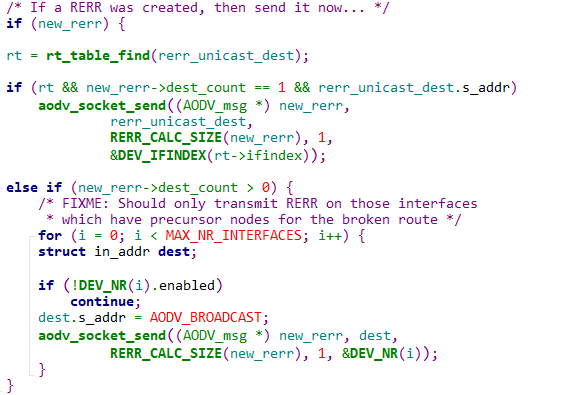 /* If a RERR was created, then send it now... */
if (new_rerr) {
rt = rt_table_find(rerr_unicast_dest);
if (rt && new_rerr->dest_count == 1 && rerr_unicast_dest.s_addr)
aodv_socket_send((AODV_msg *) new_rerr,
rerr_unicast_dest,
RERR_CALC_SIZE(new_rerr), 1,
&DEV_IFINDEX(rt->ifindex));
else if (new_rerr->dest_count > 0) {
/* FIXME: Should only transmit RERR on those interfaces
* which have precursor nodes for the broken route */
for (i = 0; i < MAX_NR_INTERFACES; i++) {
struct in_addr dest;
if (!DEV_NR(i).enabled)
continue;
dest.s_addr = AODV_BROADCAST;
aodv_socket_send((AODV_msg *) new_rerr, dest,
RERR_CALC_SIZE(new_rerr), 1, &DEV_NR(i));
}
}